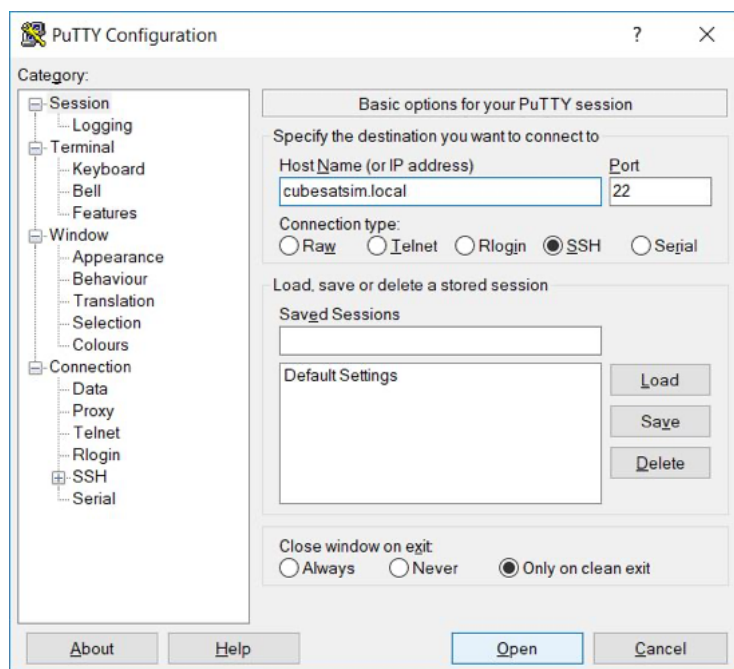 PuTTY Configuration ? ×
Category:
Session
Logging
Terminal
Keyboard
Bell
Features
Window
Appearance
Behaviour
Translation
Selection
Colours
Connection
Data
Proxy
Telnet
Rlogin
SSH
Serial
Basic options for your PuTTY session
Specify the destination you want to connect to
Host Name (or IP address) Port
cubesatsim.local 22
Connection type:
Raw Telnet Rlogin SSH Serial
Load, save or delete a stored session
Saved Sessions
Default Settings
Load
Save
Delete
Close window on exit:
Always Never Only on clean exit
About Help Open Cancel